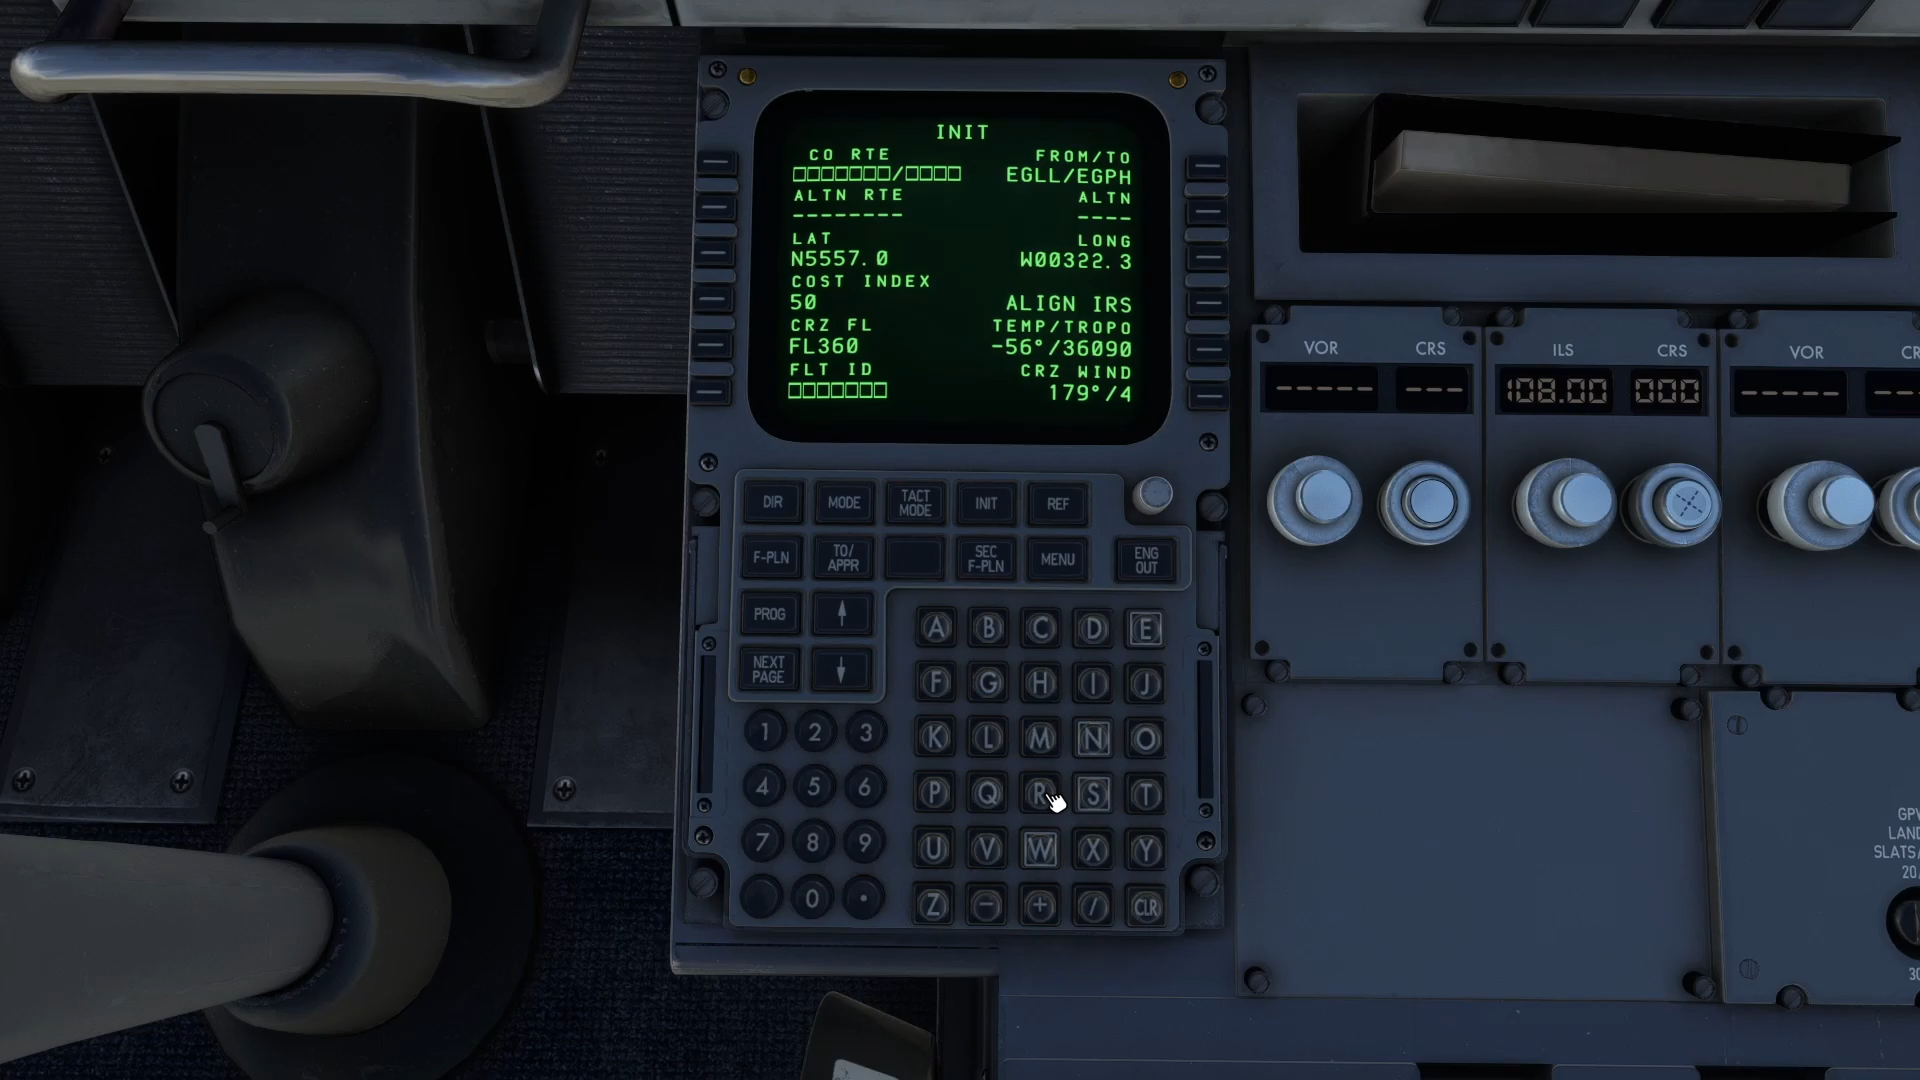 INIT
CO RTE FROM/TO
□□□□□□□/□□□□ EGLL/EGPH
ALTN RTE ALTN
-------- ----
LAT LONG
N5557.0 W00322.3
COST INDEX
50 ALIGN IRS
CRZ FL TEMP/TROPO
FL360 -56°/36090
FLT ID CRZ WIND
□□□□□□□ 179°/4
DIR MODE TACT MODE INIT REF
F-PLN TO/APPR SEC F-PLN MENU ENG OUT
PROG ↑
NEXT PAGE ↓
A B C D E
F G H I J
K L M N O
P Q R S T
U V W X Y
Z - + / CLR
1 2 3
4 5 6
7 8 9
0 .
VOR CRS
----- ---
ILS CRS
108.00 000
VOR
-----